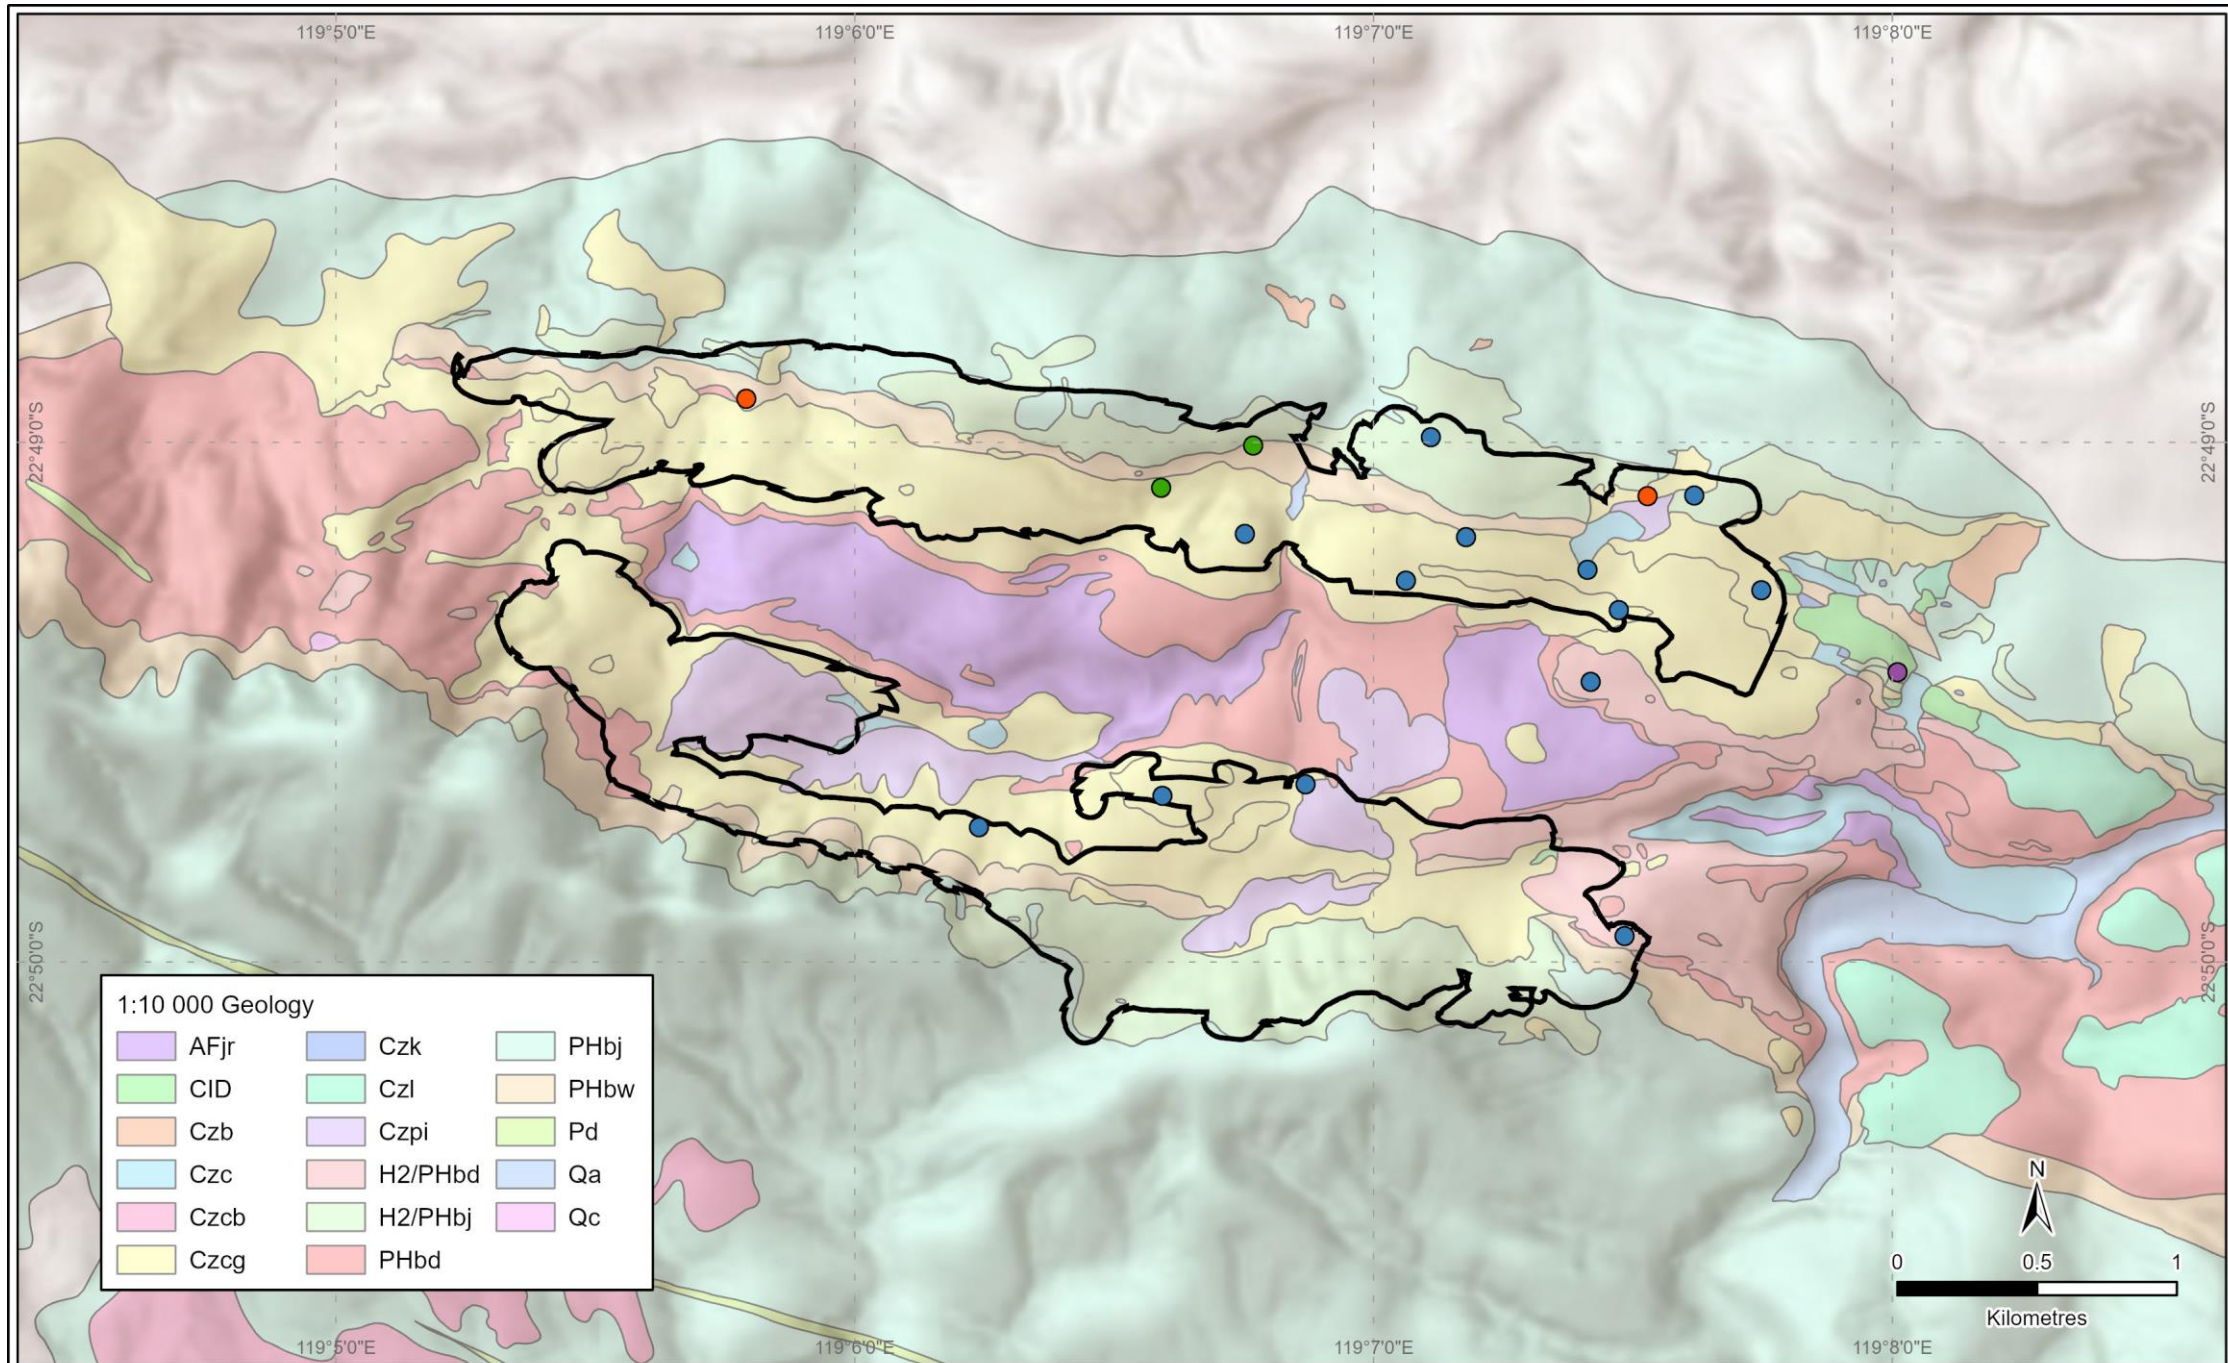 119°5'0"E 119°6'0"E 119°7'0"E 119°8'0"E
22°49'0"S 22°49'0"S
22°50'0"S 22°50'0"S
1:10 000 Geology
AFjr
CID
Czb
Czc
Czcb
Czcg
Czk
Czl
Czpi
H2/PHbd
H2/PHbj
PHbd
PHbj
PHbw
Pd
Qa
Qc
N
0 0.5 1
Kilometres
119°5'0"E 119°6'0"E 119°7'0"E 119°8'0"E